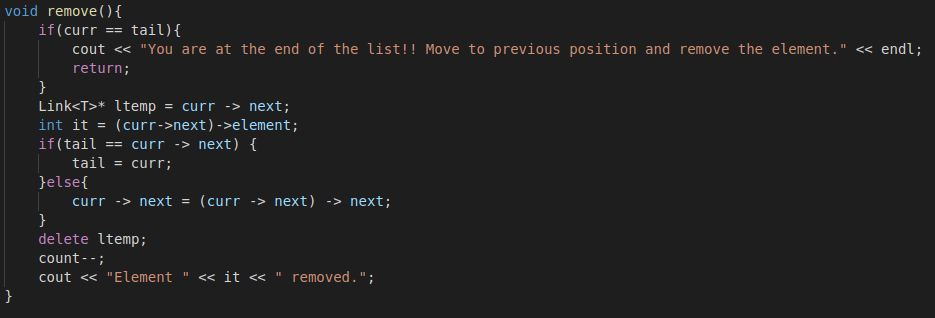 void remove(){
    if(curr == tail){
        cout << "You are at the end of the list!! Move to previous position and remove the element." << endl;
        return;
    }
    Link<T>* ltemp = curr -> next;
    int it = (curr->next)->element;
    if(tail == curr -> next) {
        tail = curr;
    }else{
        curr -> next = (curr -> next) -> next;
    }
    delete ltemp;
    count--;
    cout << "Element " << it << " removed.";
}